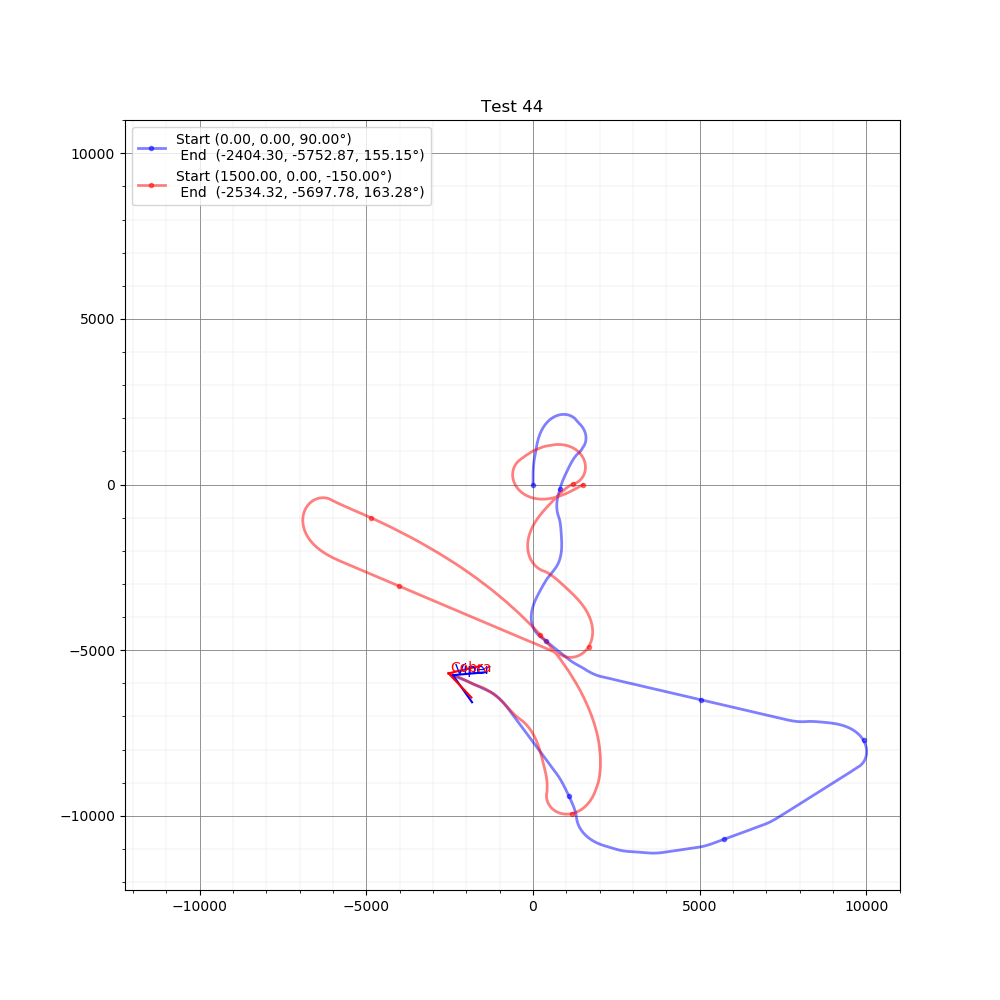 Test 44
Start (0.00, 0.00, 90.00°)
End (-2404.30, -5752.87, 155.15°)
Start (1500.00, 0.00, -150.00°)
End (-2534.32, -5697.78, 163.28°)
10000
5000
0
−5000
−10000
Cobra
Viper
−10000 −5000 0 5000 10000